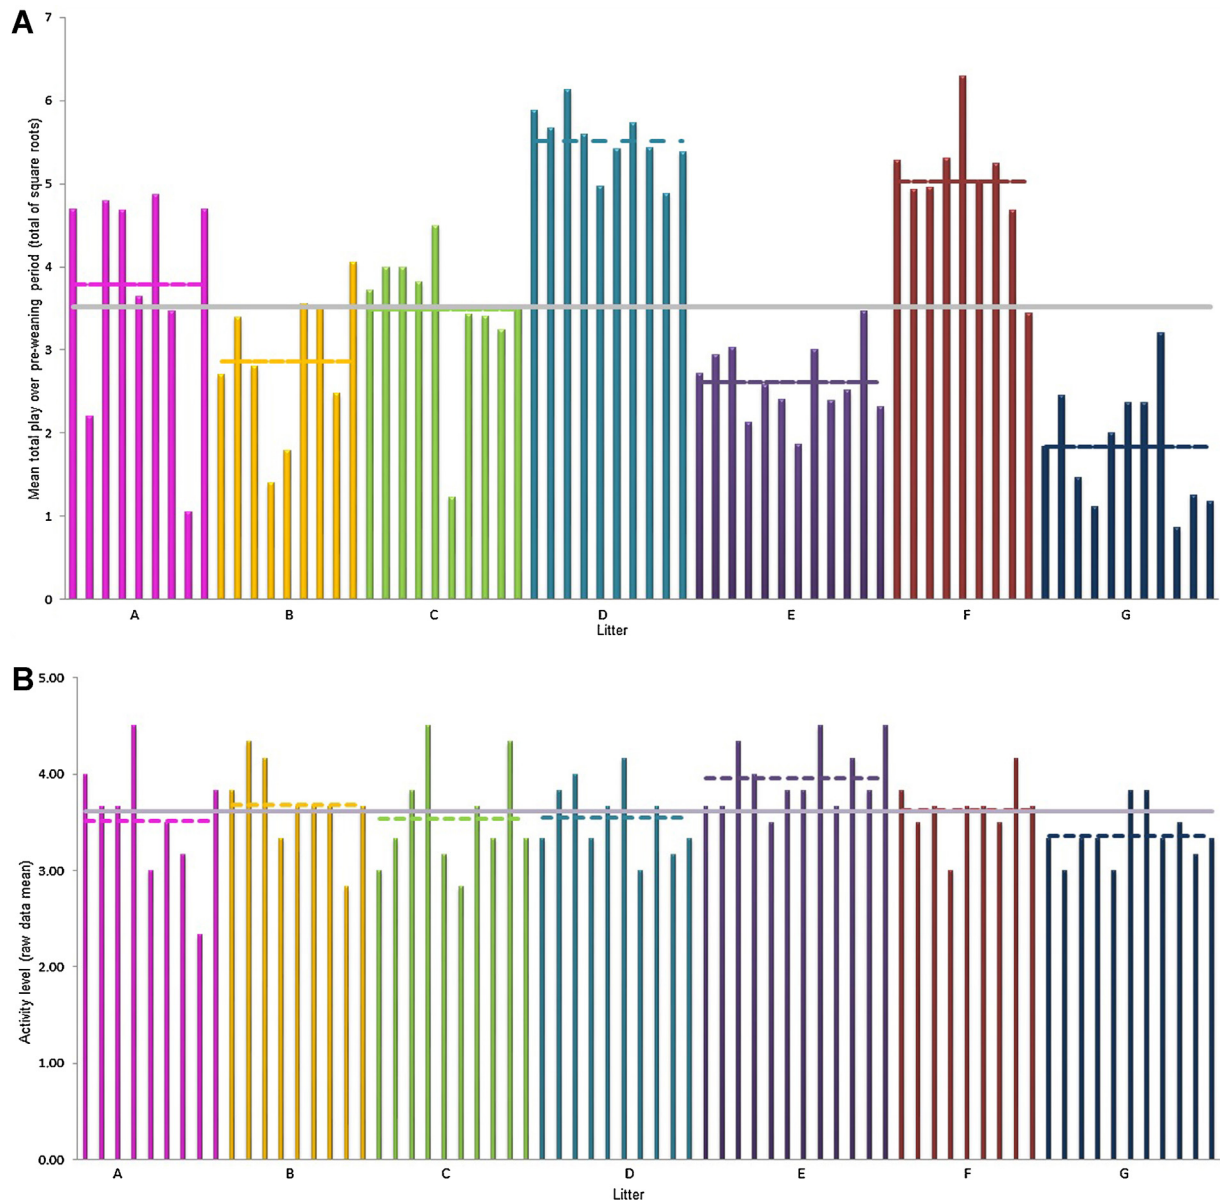 A
7
6
5
4
3
2
1
0
Mean total play over pre-weaning period (total of square roots)
A B C D E F G
Litter
B
5.00
4.00
3.00
2.00
1.00
0.00
Activity level (raw data mean)
A B C D E F G
Litter